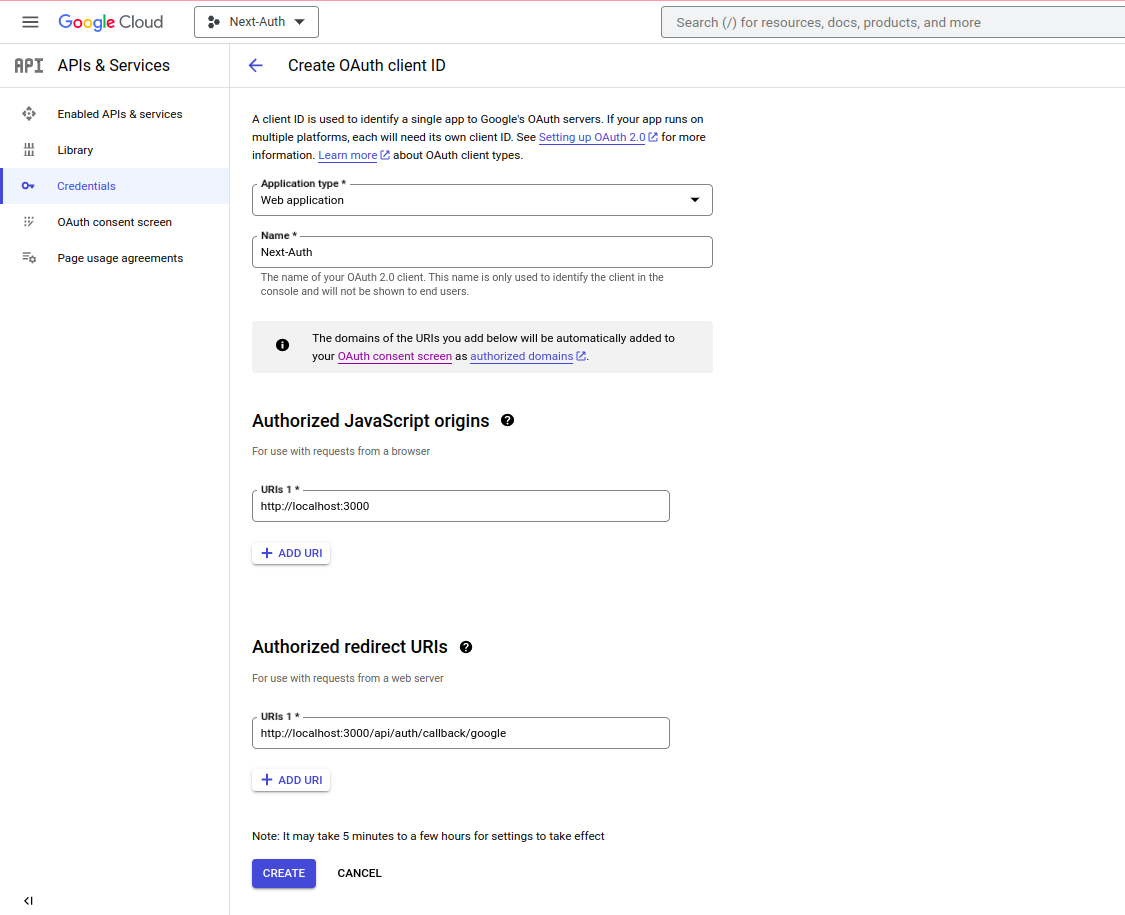 Google Cloud
Next-Auth
Search (/) for resources, docs, products, and more
API
APIs & Services
Create OAuth client ID
Enabled APIs & services
Library
Credentials
OAuth consent screen
Page usage agreements
A client ID is used to identify a single app to Google's OAuth servers. If your app runs on
multiple platforms, each will need its own client ID. See Setting up OAuth 2.0 for more
information. Learn more about OAuth client types.
Application type *
Web application
Name *
Next-Auth
The name of your OAuth 2.0 client. This name is only used to identify the client in the
console and will not be shown to end users.
The domains of the URIs you add below will be automatically added to
your OAuth consent screen as authorized domains.
Authorized JavaScript origins
For use with requests from a browser
URIs 1 *
http://localhost:3000
ADD URI
Authorized redirect URIs
For use with requests from a web server
URIs 1 *
http://localhost:3000/api/auth/callback/google
ADD URI
Note: It may take 5 minutes to a few hours for settings to take effect
CREATE
CANCEL